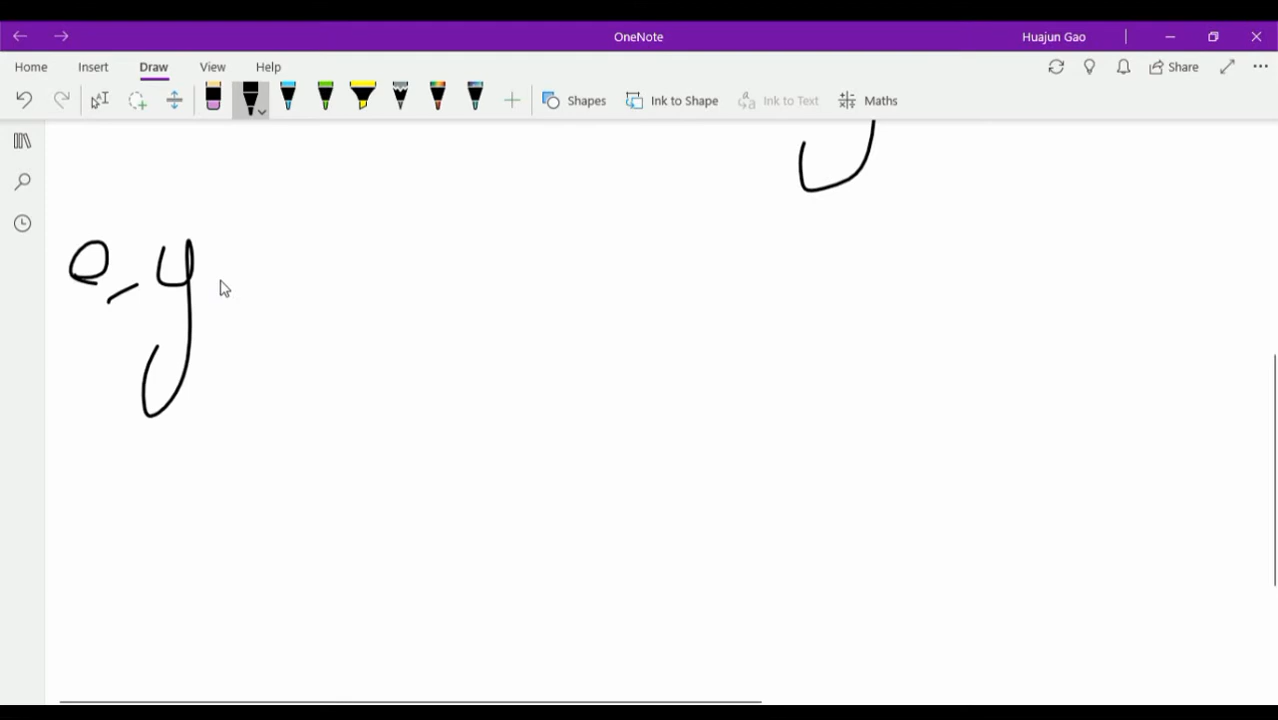 OneNote
Huajun Gao
Home Insert Draw View Help
Share
Shapes Ink to Shape Ink to Text Maths
e.y